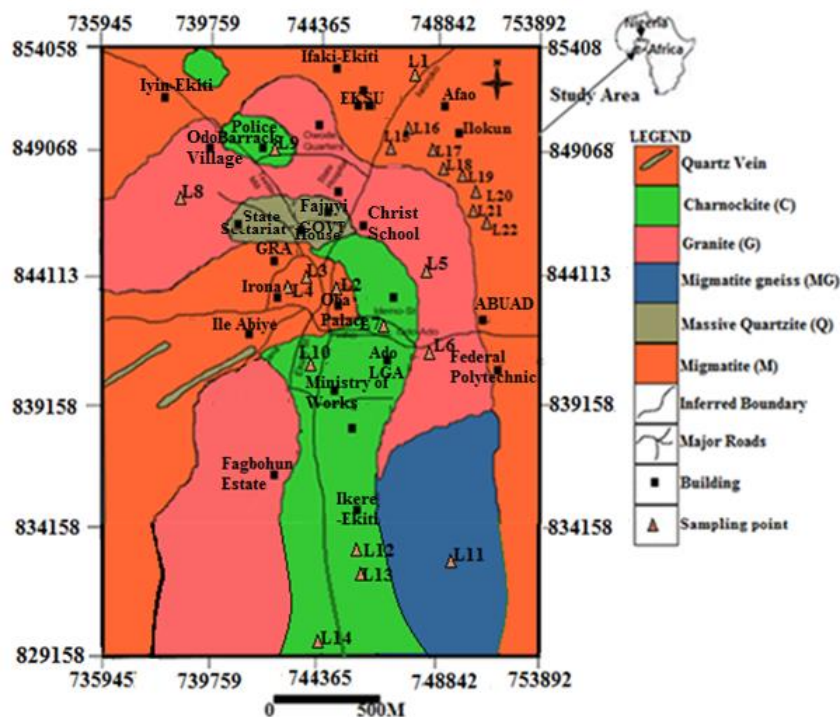 735945 739759 744365 748842 753892
854058
85408
Nigeria
in-Africa
Study Area
Ifaki-Ekiti
L1
Iyin-Ekiti
EKSU
Afao
Police
L16
Ilokun
849068
Odo
Barrack
L9
Village
L15
L17
849068
L18
L19
L8
L20
Fajuyi
L21
State
GOVT
Christ
L22
House
School
GRA
844113
L3
L5
844113
Irona
L4
L2
Oba
ABUAD
Ile Abiye
Palace
L10
Ado
L6
Federal
LGA
Polytechnic
Ministry of
839158
Works
839158
Fagbohun
Estate
Ikere
-Ekiti
834158
834158
L12
L11
L13
L14
829158
829158
735945 739759 744365 748842 753892
0 500M
LEGEND
Quartz Vein
Charnockite (C)
Granite (G)
Migmatite gneiss (MG)
Massive Quartzite (Q)
Migmatite (M)
Inferred Boundary
Major Roads
Building
Sampling point